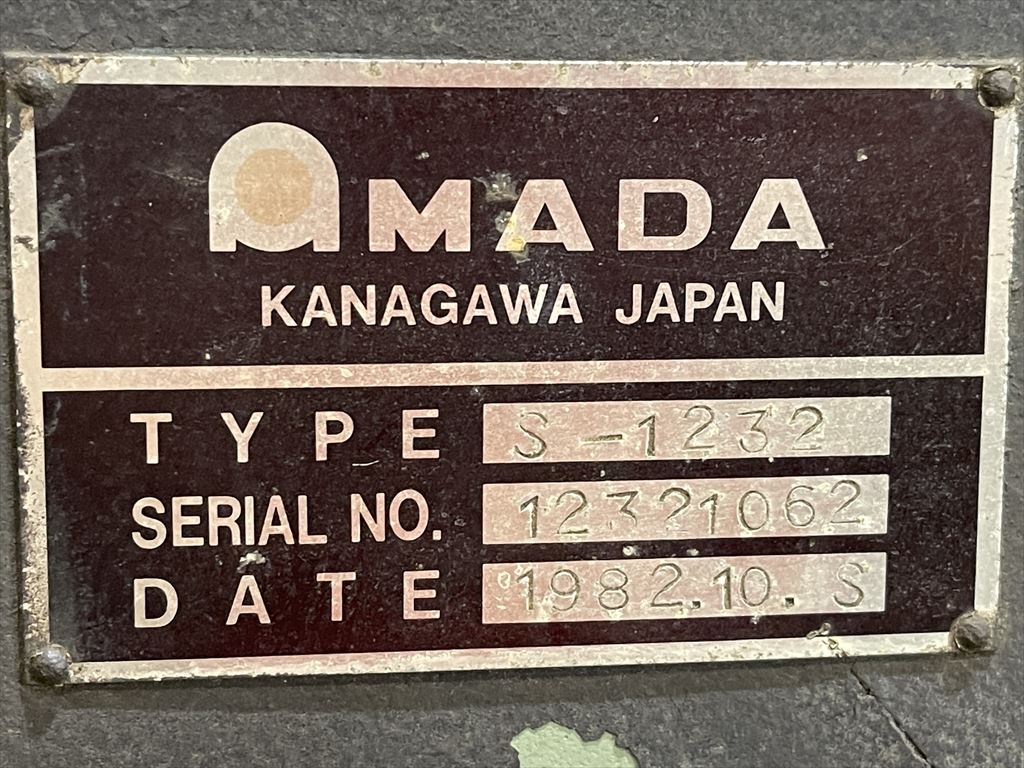 AMADA
KANAGAWA JAPAN
TYPE S-1232
SERIAL NO. 12321062
DATE 1982.10. S